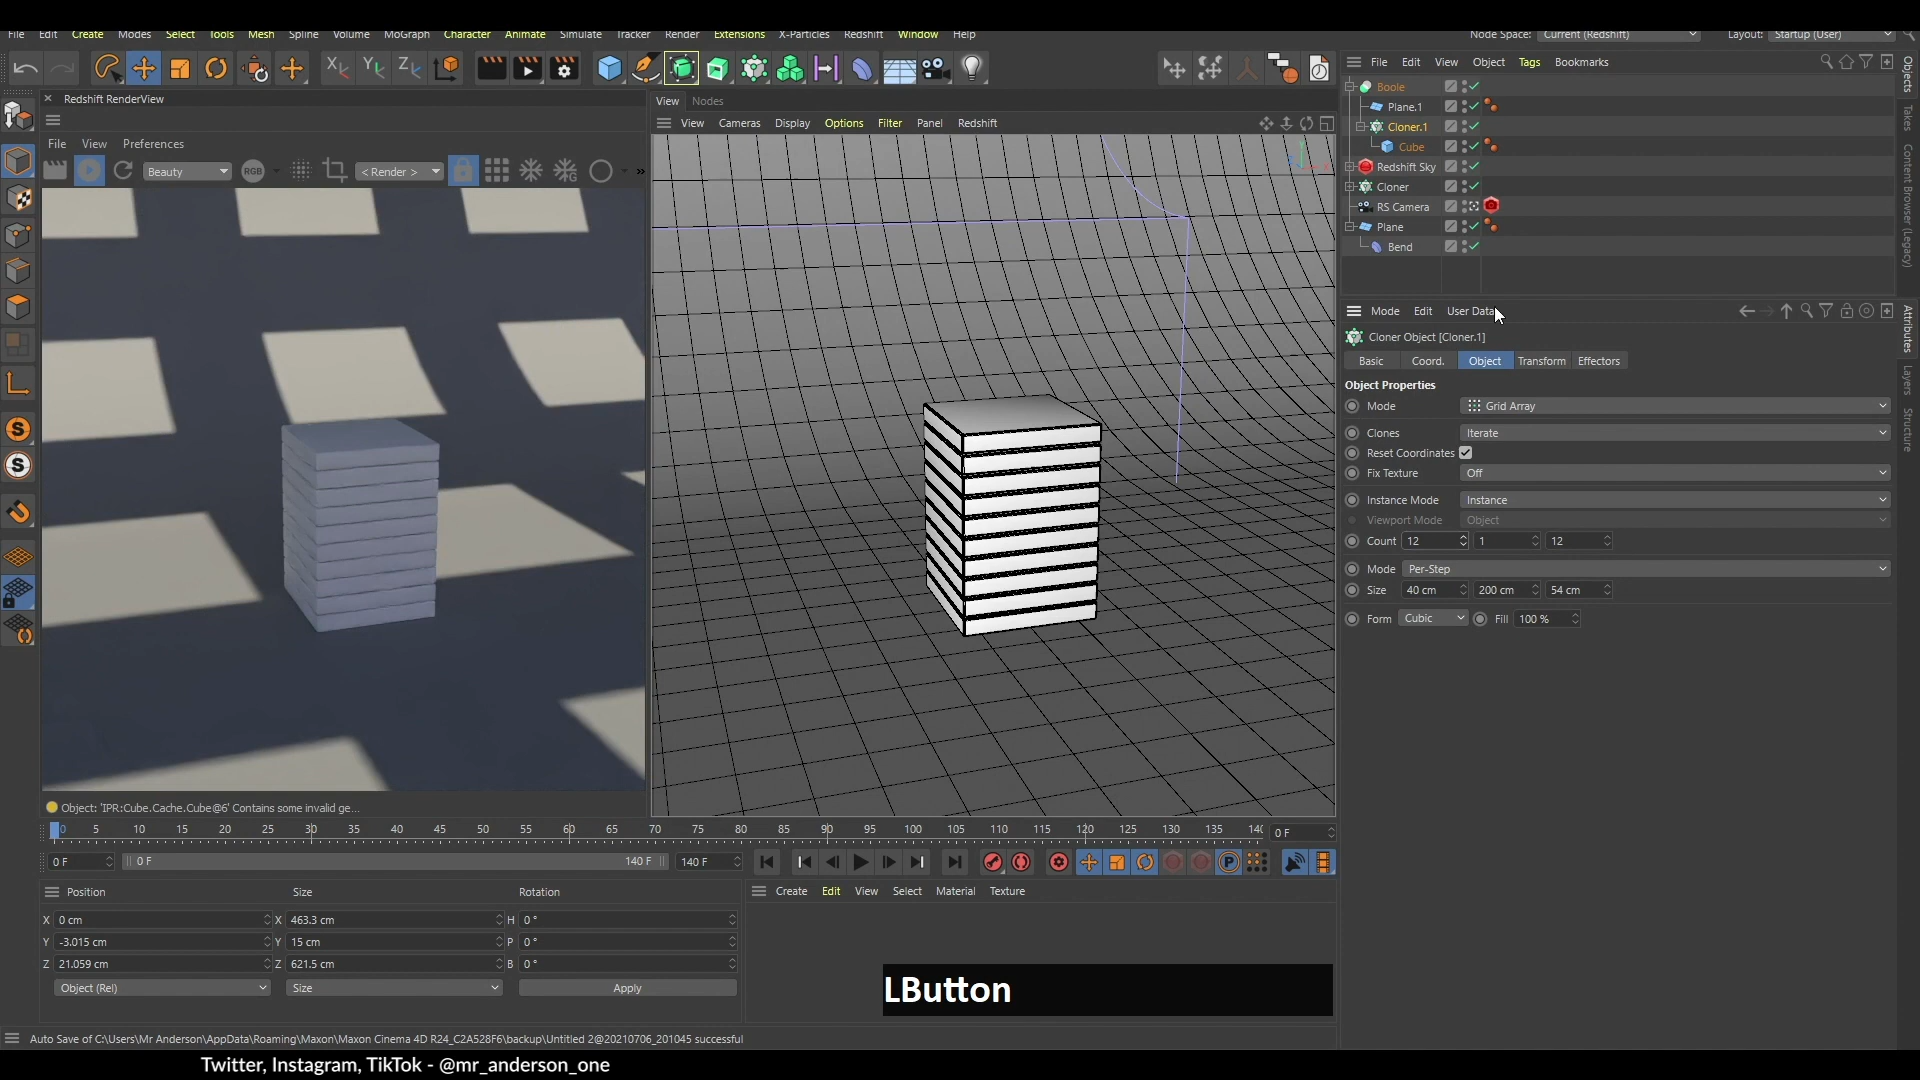 File Edit Create Modes Select Tools Mesh Spline Volume MoGraph Character Animate Simulate Tracker Render Extensions X-Particles Redshift Window Help Node Space: Current (Redshift) Layout: Startup (User)
Redshift RenderView
File View Preferences
Beauty RGB < Render > »
View Nodes
View Cameras Display Options Filter Panel Redshift
File Edit View Object Tags Bookmarks
Boole
Plane.1
Cloner.1
Cube
Redshift Sky
Cloner
RS Camera
Plane
Bend
Objects
Takes
Content Browser (Legacy)
Attributes
Layers
Structure
Mode Edit User Data
Cloner Object [Cloner.1]
Basic Coord. Object Transform Effectors
Object Properties
Mode Grid Array
Clones Iterate
Reset Coordinates
Fix Texture Off
Instance Mode Instance
Viewport Mode Object
Count 12 1 12
Mode Per-Step
Size 40 cm 200 cm 54 cm
Form Cubic Fill 100 %
Object: 'IPR:Cube.Cache.Cube@6' Contains some invalid ge...
0 5 10 15 20 25 30 35 40 45 50 55 60 65 70 75 80 85 90 95 100 105 110 115 120 125 130 135 140 0 F
0 F 0 F 140 F 140 F
Position Size Rotation
X 0 cm X 463.3 cm H 0 °
Y -3.015 cm Y 15 cm P 0 °
Z 21.059 cm Z 621.5 cm B 0 °
Object (Rel) Size Apply
Create Edit View Select Material Texture
LButton
Auto Save of C:\Users\Mr Anderson\AppData\Roaming\Maxon\Maxon Cinema 4D R24_C2A528F6\backup\Untitled 2@20210706_201045 successful
Twitter, Instagram, TikTok - @mr_anderson_one